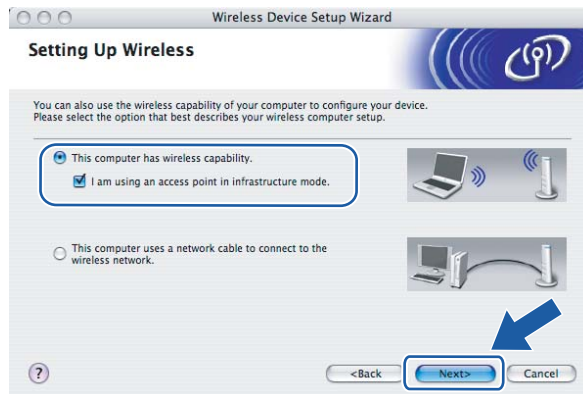 Wireless Device Setup Wizard
Setting Up Wireless
You can also use the wireless capability of your computer to configure your device.
Please select the option that best describes your wireless computer setup.
This computer has wireless capability.
I am using an access point in infrastructure mode.
This computer uses a network cable to connect to the
wireless network.
?
<Back
Next>
Cancel